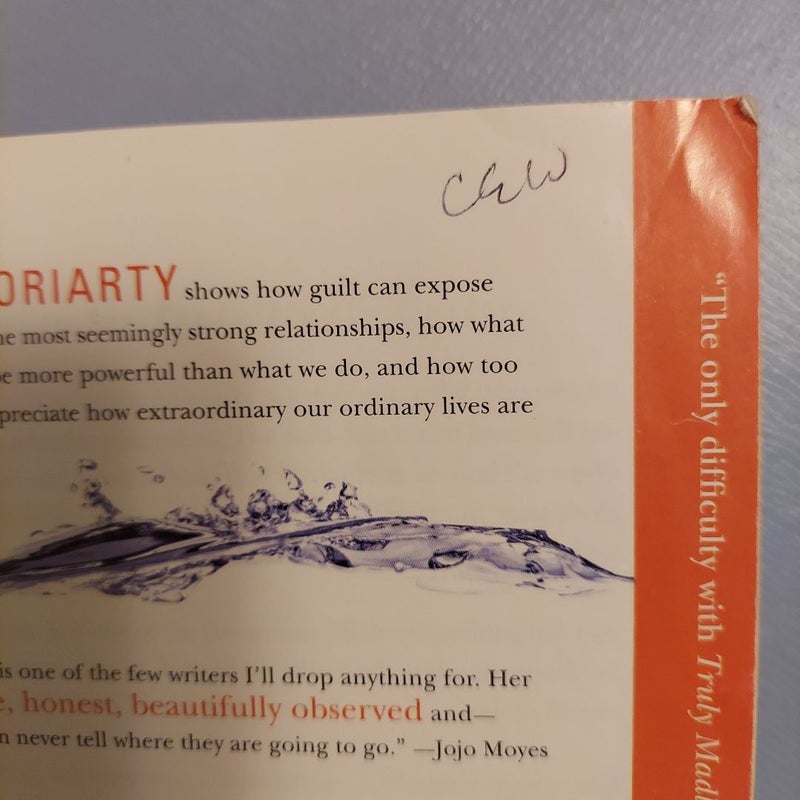 ORIARTY shows how guilt can expose
he most seemingly strong relationships, how what
be more powerful than what we do, and how too
preciate how extraordinary our ordinary lives are
is one of the few writers I’ll drop anything for. Her
e, honest, beautifully observed and—
n never tell where they are going to go.” —Jojo Moyes
“The only difficulty with Truly Madl